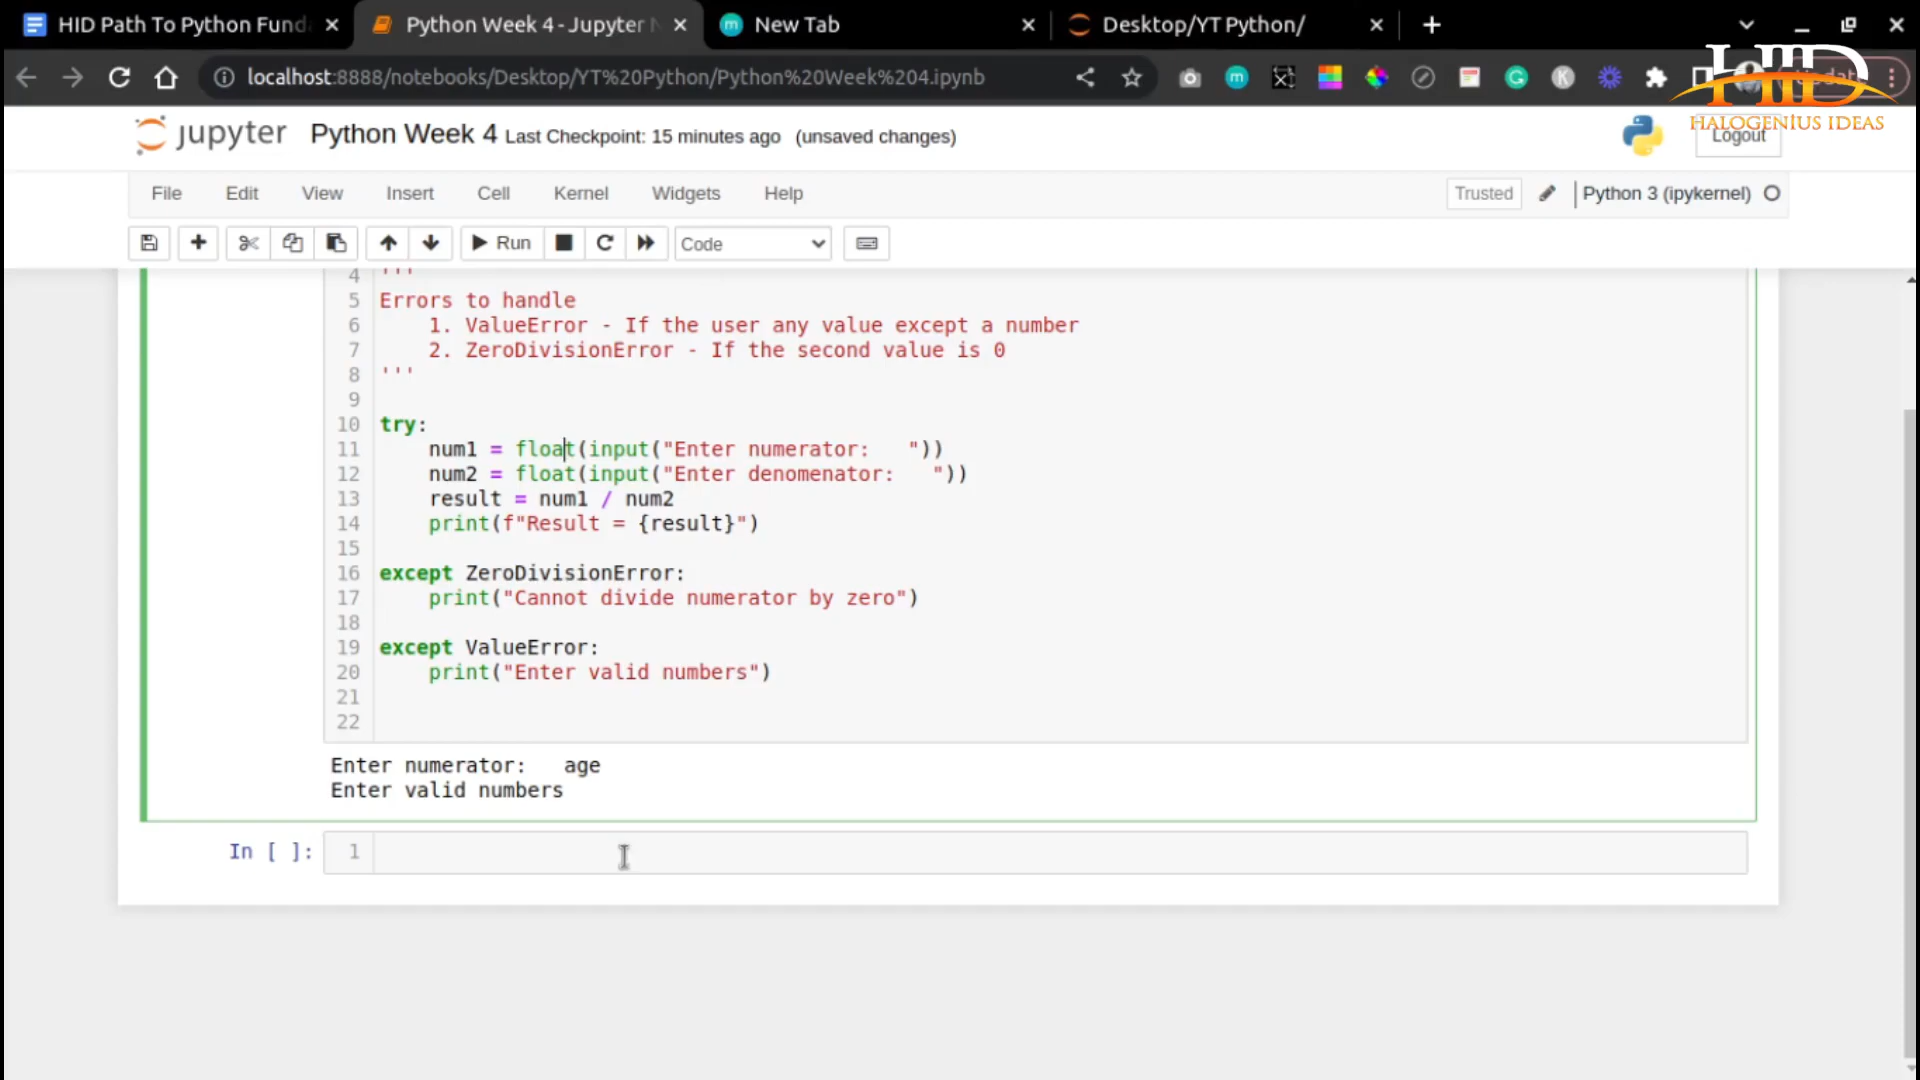 HID Path To Python Fund
Python Week 4 - Jupyter N
New Tab
Desktop/YT Python/
localhost:8888/notebooks/Desktop/YT%20Python/Python%20Week%204.ipynb
HID
HALOGENIUS IDEAS
jupyter Python Week 4 Last Checkpoint: 15 minutes ago (unsaved changes)
Logout
File Edit View Insert Cell Kernel Widgets Help
Trusted
Python 3 (ipykernel)
Run
Code
4 '''
5 Errors to handle
6 1. ValueError - If the user any value except a number
7 2. ZeroDivisionError - If the second value is 0
8 '''
9
10 try:
11 num1 = float(input("Enter numerator:   "))
12 num2 = float(input("Enter denomenator:   "))
13 result = num1 / num2
14 print(f"Result = {result}")
15
16 except ZeroDivisionError:
17 print("Cannot divide numerator by zero")
18
19 except ValueError:
20 print("Enter valid numbers")
21
22
Enter numerator:   age
Enter valid numbers
In [ ]: 1